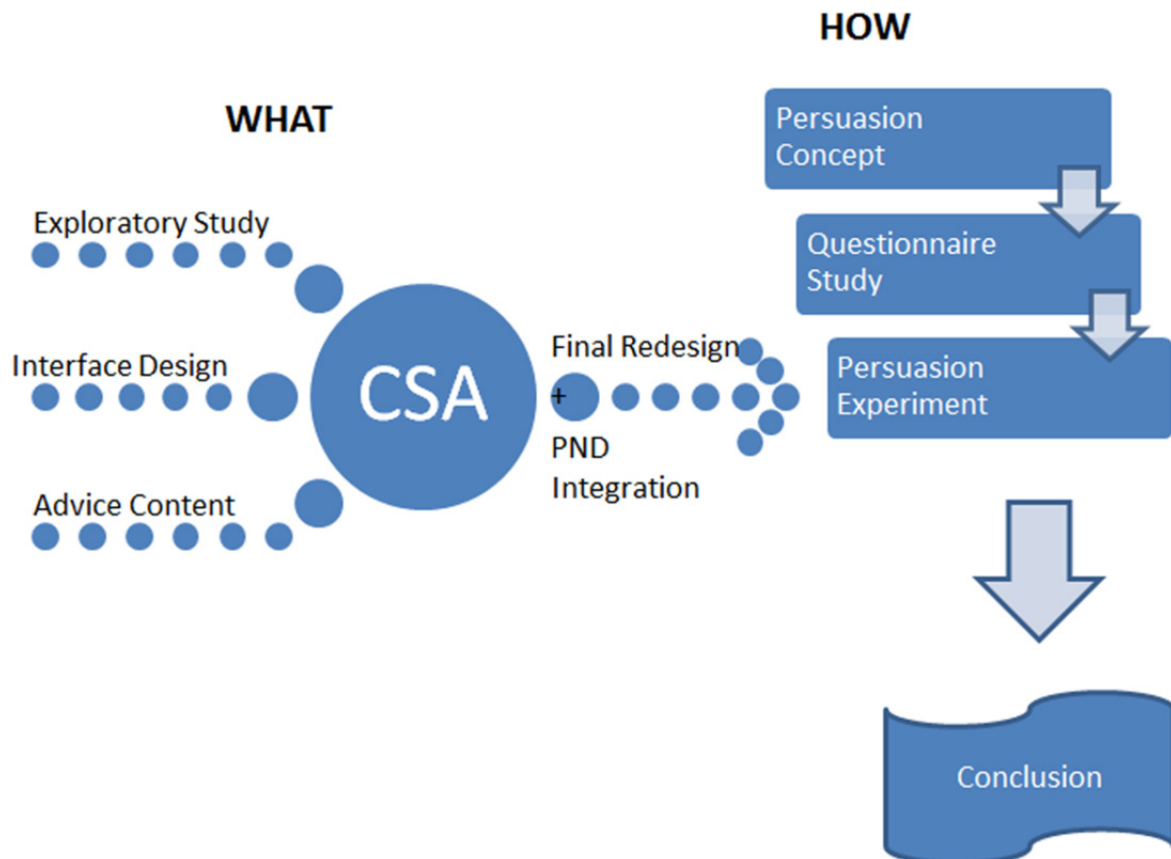 WHAT
Exploratory Study
Interface Design
Advice Content
CSA
Final Redesign
+
PND
Integration
HOW
Persuasion
Concept
Questionnaire
Study
Persuasion
Experiment
Conclusion